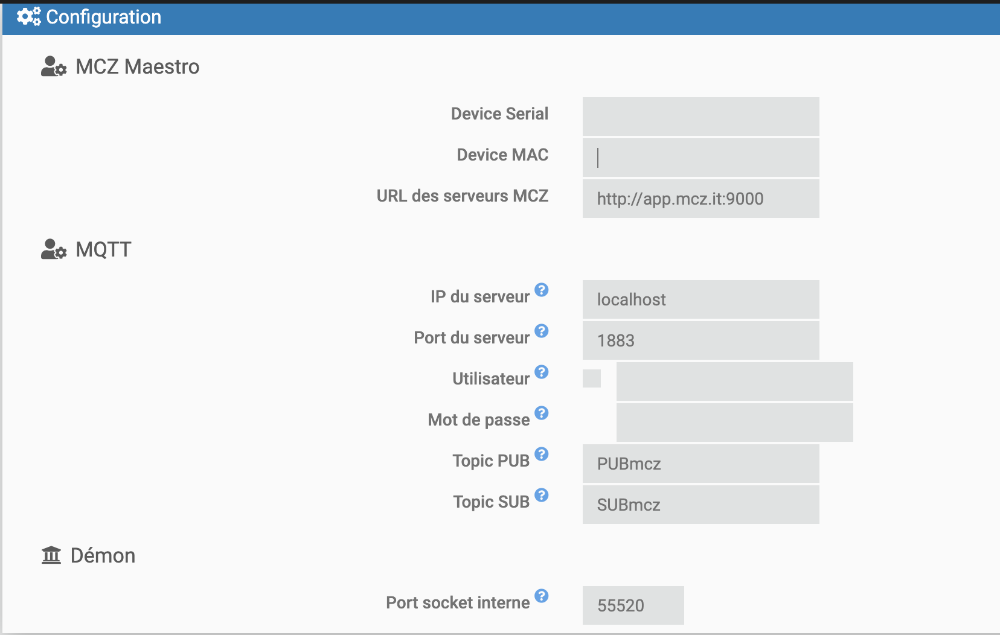 Configuration
MCZ Maestro
Device Serial
Device MAC
URL des serveurs MCZ http://app.mcz.it:9000
MQTT
IP du serveur ? localhost
Port du serveur ? 1883
Utilisateur ?
Mot de passe ?
Topic PUB ? PUBmcz
Topic SUB ? SUBmcz
Démon
Port socket interne ? 55520